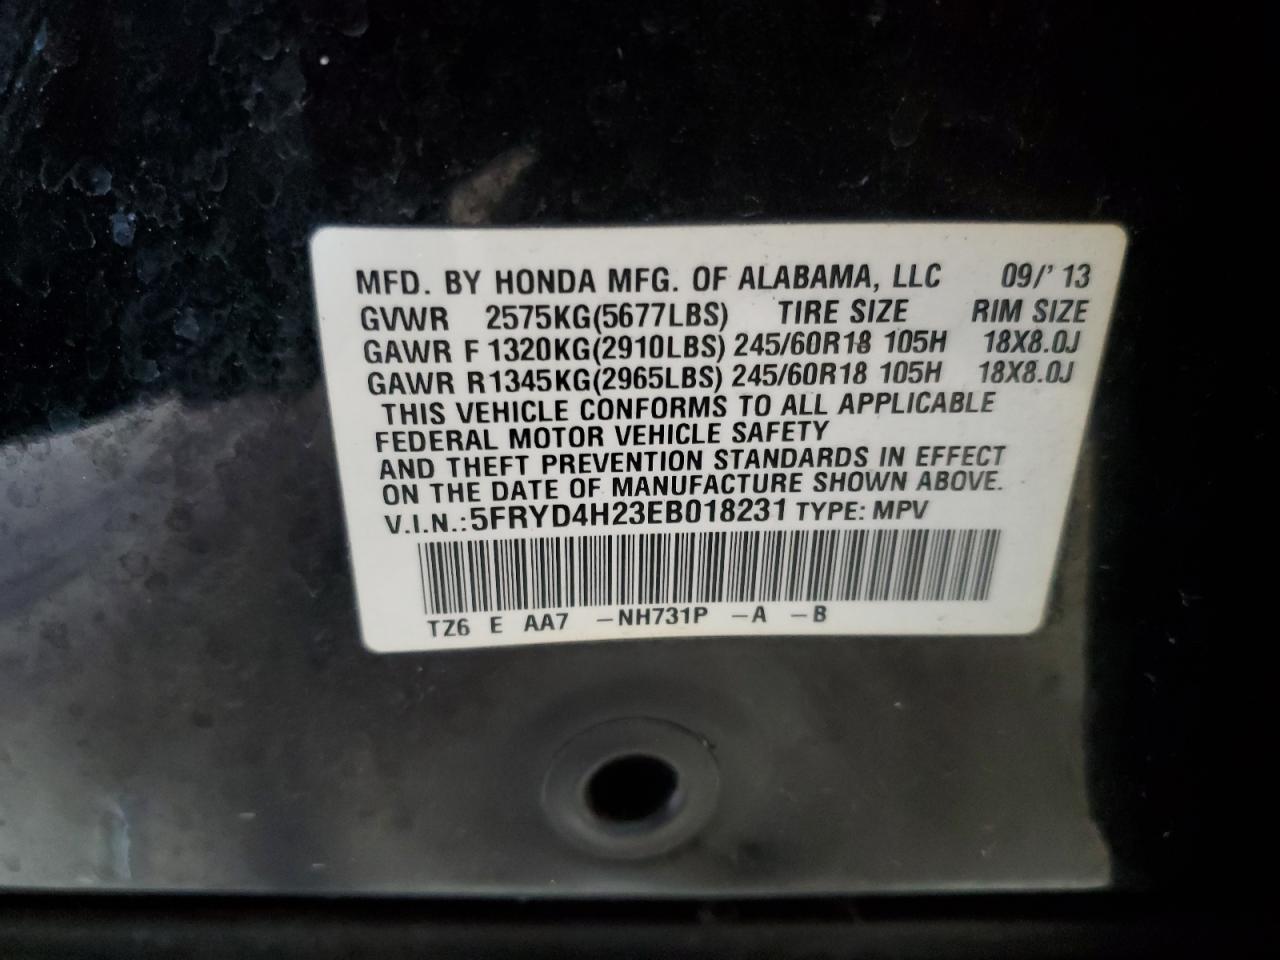 MFD. BY HONDA MFG. OF ALABAMA, LLC 09/'13
GVWR 2575KG(5677LBS) TIRE SIZE RIM SIZE
GAWR F 1320KG(2910LBS) 245/60R18 105H 18X8.0J
GAWR R1345KG(2965LBS) 245/60R18 105H 18X8.0J
THIS VEHICLE CONFORMS TO ALL APPLICABLE
FEDERAL MOTOR VEHICLE SAFETY
AND THEFT PREVENTION STANDARDS IN EFFECT
ON THE DATE OF MANUFACTURE SHOWN ABOVE.
V.I.N.:5FRYD4H23EB018231 TYPE: MPV
TZ6 E AA7 -NH731P -A -B